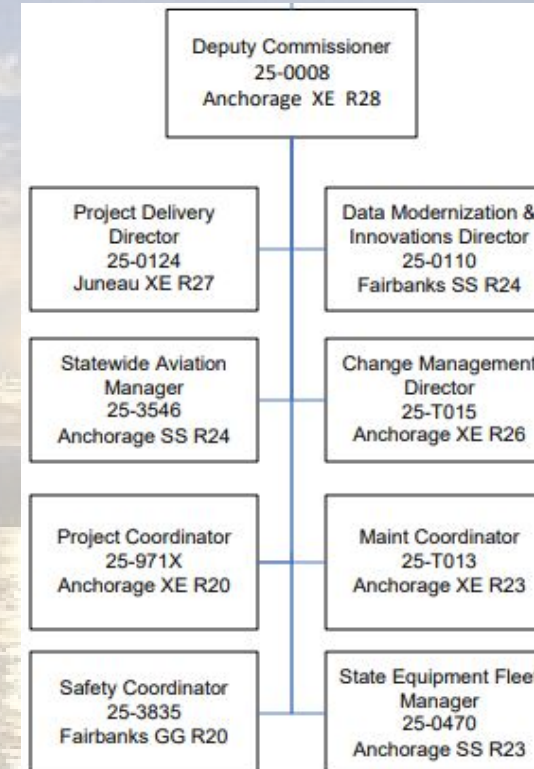 Deputy Commissioner
25-0008
Anchorage XE R28
Project Delivery
Director
25-0124
Juneau XE R27
Data Modernization &
Innovations Director
25-0110
Fairbanks SS R24
Statewide Aviation
Manager
25-3546
Anchorage SS R24
Change Management
Director
25-T015
Anchorage XE R26
Project Coordinator
25-971X
Anchorage XE R20
Maint Coordinator
25-T013
Anchorage XE R23
Safety Coordinator
25-3835
Fairbanks GG R20
State Equipment Fleet
Manager
25-0470
Anchorage SS R23